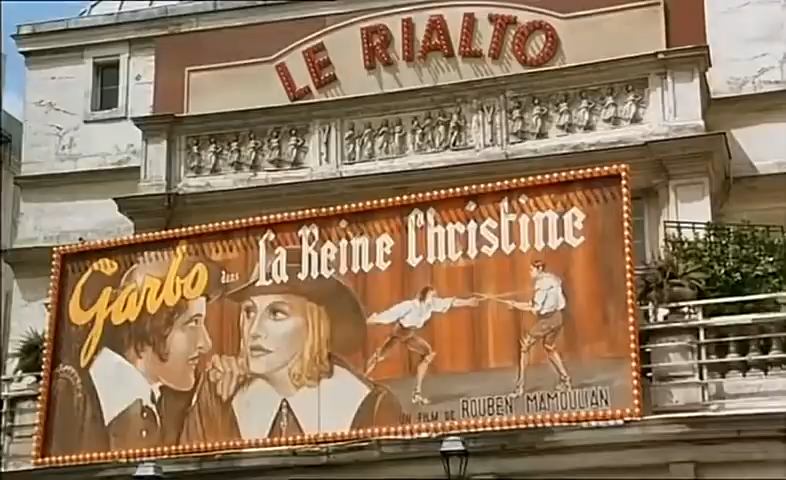 LE RIALTO
Garbo dans La Reine Christine
UN FILM DE ROUBEN MAMOULIAN